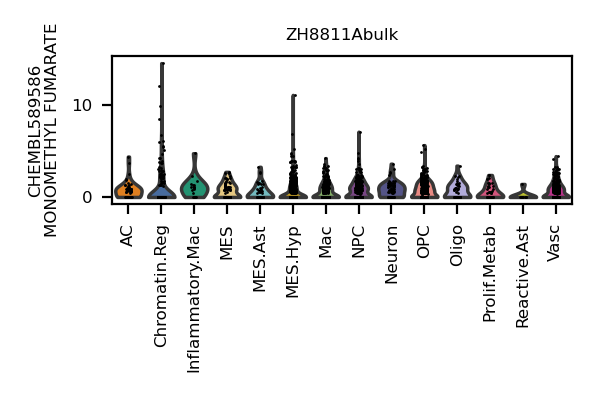 ZH8811Abulk
CHEMBL589586
MONOMETHYL FUMARATE
10
0
AC
Chromatin.Reg
Inflammatory.Mac
MES
MES.Ast
MES.Hyp
Mac
NPC
Neuron
OPC
Oligo
Prolif.Metab
Reactive.Ast
Vasc